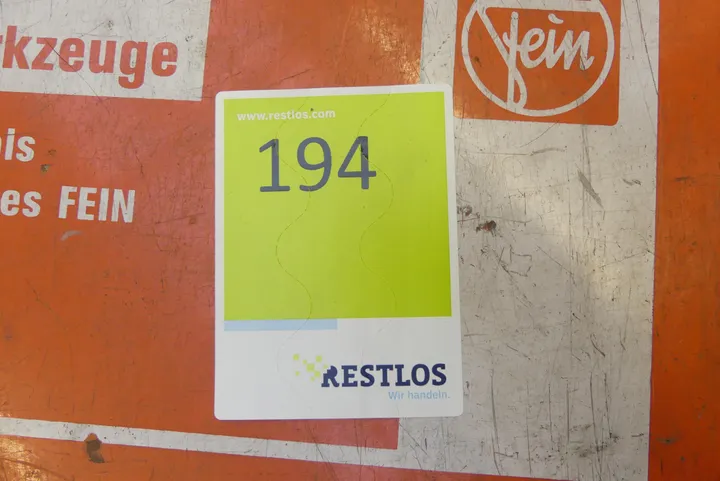 kzeuge
is
es FEIN
fein
www.restlos.com
194
RESTLOS
Wir handeln.